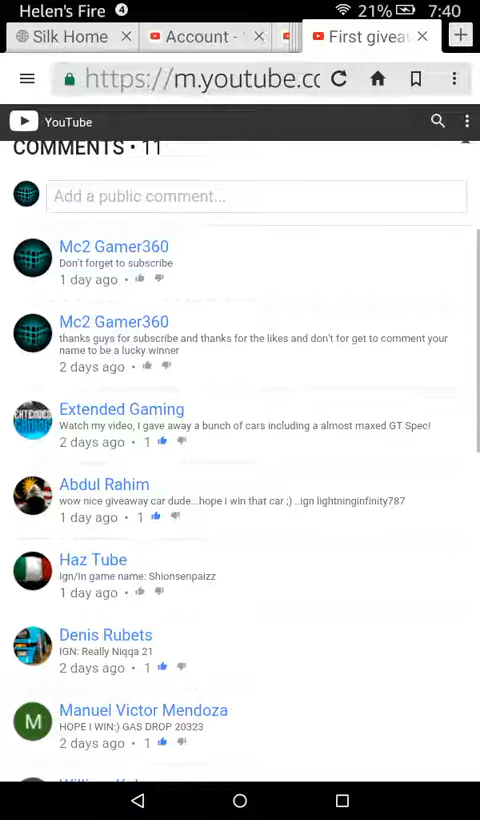 Helen's Fire 4 21% 7:40
Silk Home Account - First givea
https://m.youtube.cc
YouTube
COMMENTS • 11
Add a public comment...
Mc2 Gamer360
Don't forget to subscribe
1 day ago •
Mc2 Gamer360
thanks guys for subscribe and thanks for the likes and don't for get to comment your
name to be a lucky winner
2 days ago •
Extended Gaming
Watch my video, I gave away a bunch of cars including a almost maxed GT Spec!
2 days ago • 1
Abdul Rahim
wow nice giveaway car dude...hope i win that car ;) ..ign lightninginfinity787
1 day ago • 1
Haz Tube
Ign/In game name: Shionsenpaizz
1 day ago •
Denis Rubets
IGN: Really Niqqa 21
2 days ago • 1
M
Manuel Victor Mendoza
HOPE I WIN:) GAS DROP 20323
2 days ago • 1